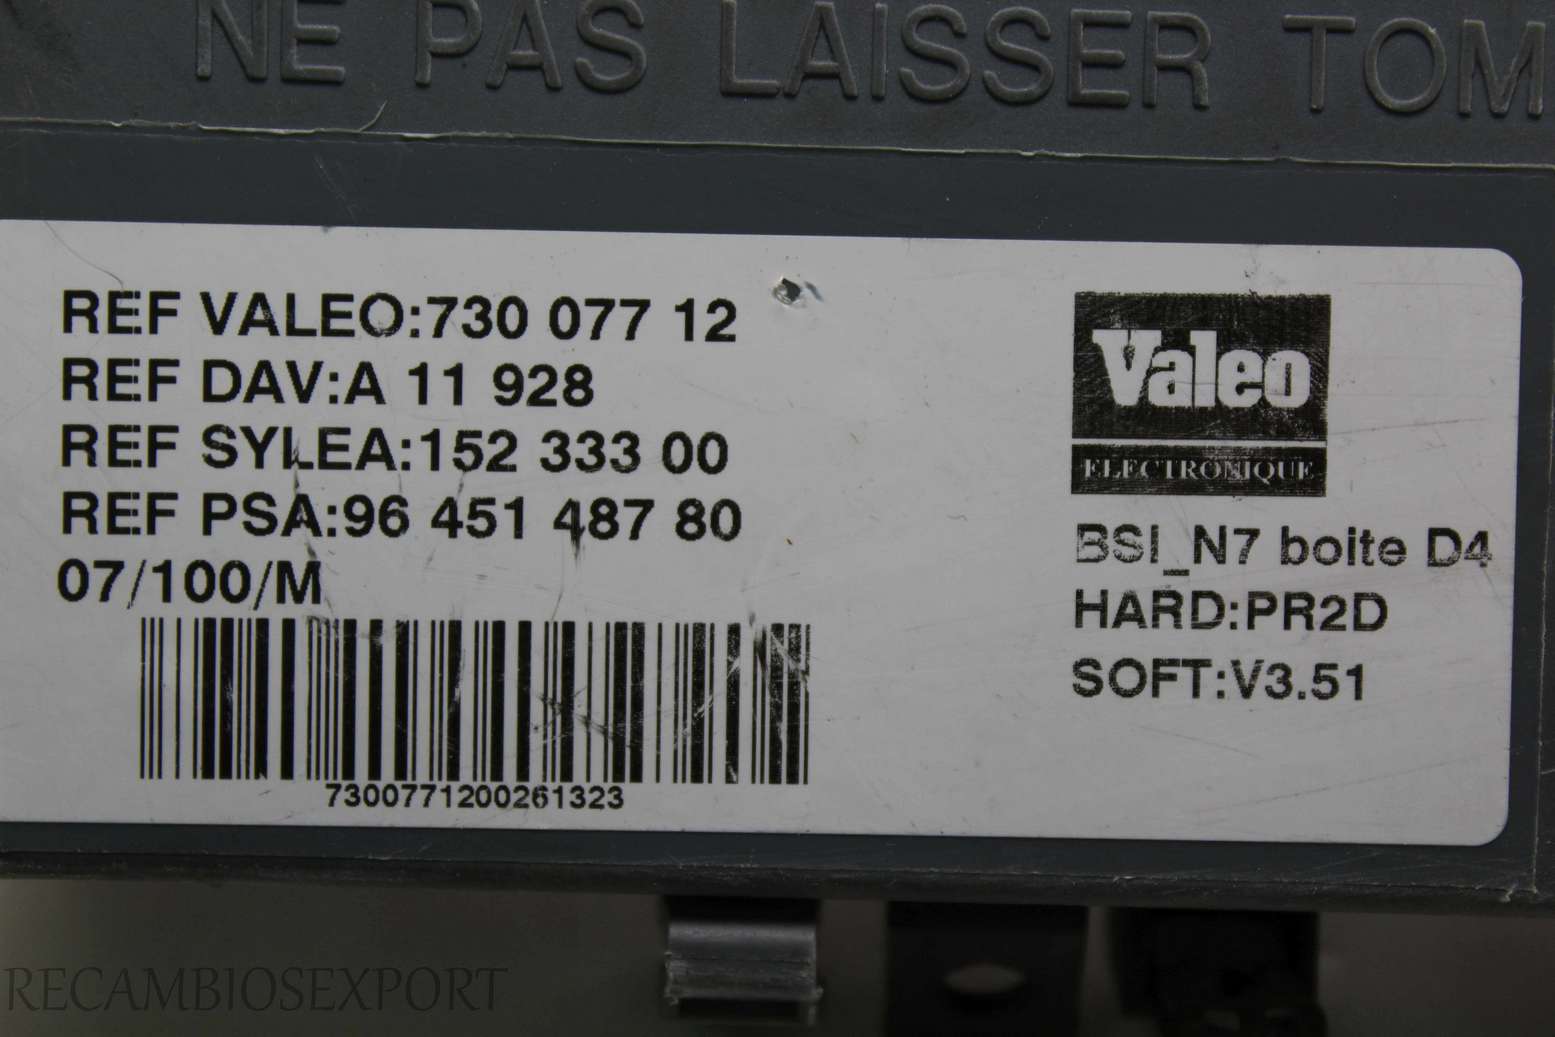 NE PAS LAISSER TOM
REF VALEO:730 077 12
REF DAV:A 11 928
REF SYLEA:152 333 00
REF PSA:96 451 487 80
07/100/M
7300771200261323
Valeo
ELECTRONIQUE
BSI_N7 boite D4
HARD:PR2D
SOFT:V3.51
RECAMBIOSEXPORT